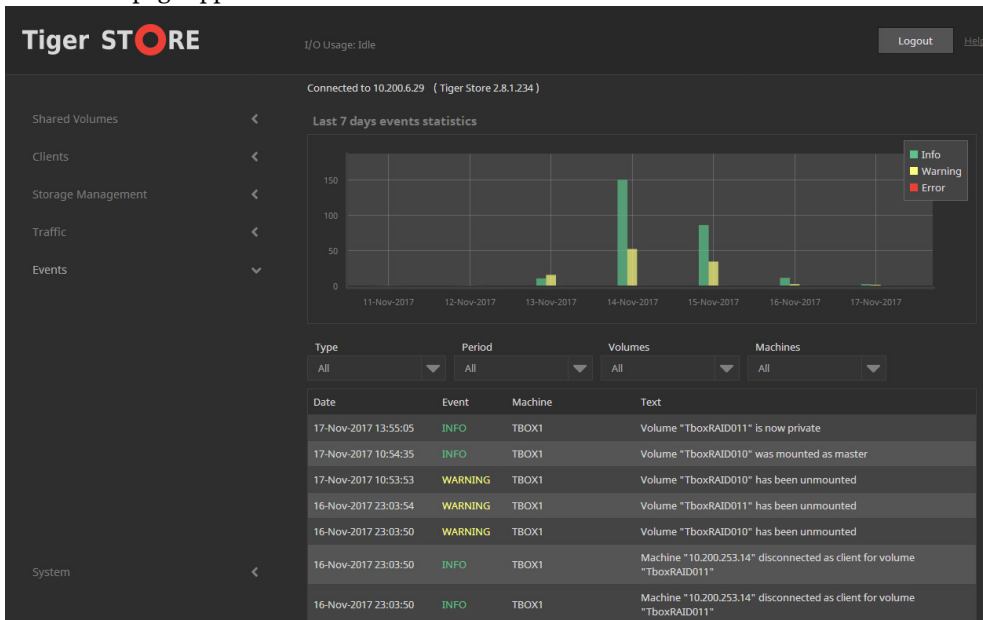 Tiger STORE
I/O Usage: Idle
Logout
Help
Connected to 10.200.6.29 ( Tiger Store 2.8.1.234 )
Shared Volumes
Clients
Storage Management
Traffic
Events
System
Last 7 days events statistics
Info
Warning
Error
150
100
50
0
11-Nov-2017 12-Nov-2017 13-Nov-2017 14-Nov-2017 15-Nov-2017 16-Nov-2017 17-Nov-2017
Type Period Volumes Machines
All All All All
Date Event Machine Text
17-Nov-2017 13:55:05 INFO TBOX1 Volume "TboxRAID011" is now private
17-Nov-2017 10:54:35 INFO TBOX1 Volume "TboxRAID010" was mounted as master
17-Nov-2017 10:53:53 WARNING TBOX1 Volume "TboxRAID010" has been unmounted
16-Nov-2017 23:03:54 WARNING TBOX1 Volume "TboxRAID011" has been unmounted
16-Nov-2017 23:03:50 WARNING TBOX1 Volume "TboxRAID010" has been unmounted
16-Nov-2017 23:03:50 INFO TBOX1 Machine "10.200.253.14" disconnected as client for volume
"TboxRAID011"
16-Nov-2017 23:03:50 INFO TBOX1 Machine "10.200.253.14" disconnected as client for volume
"TboxRAID011"